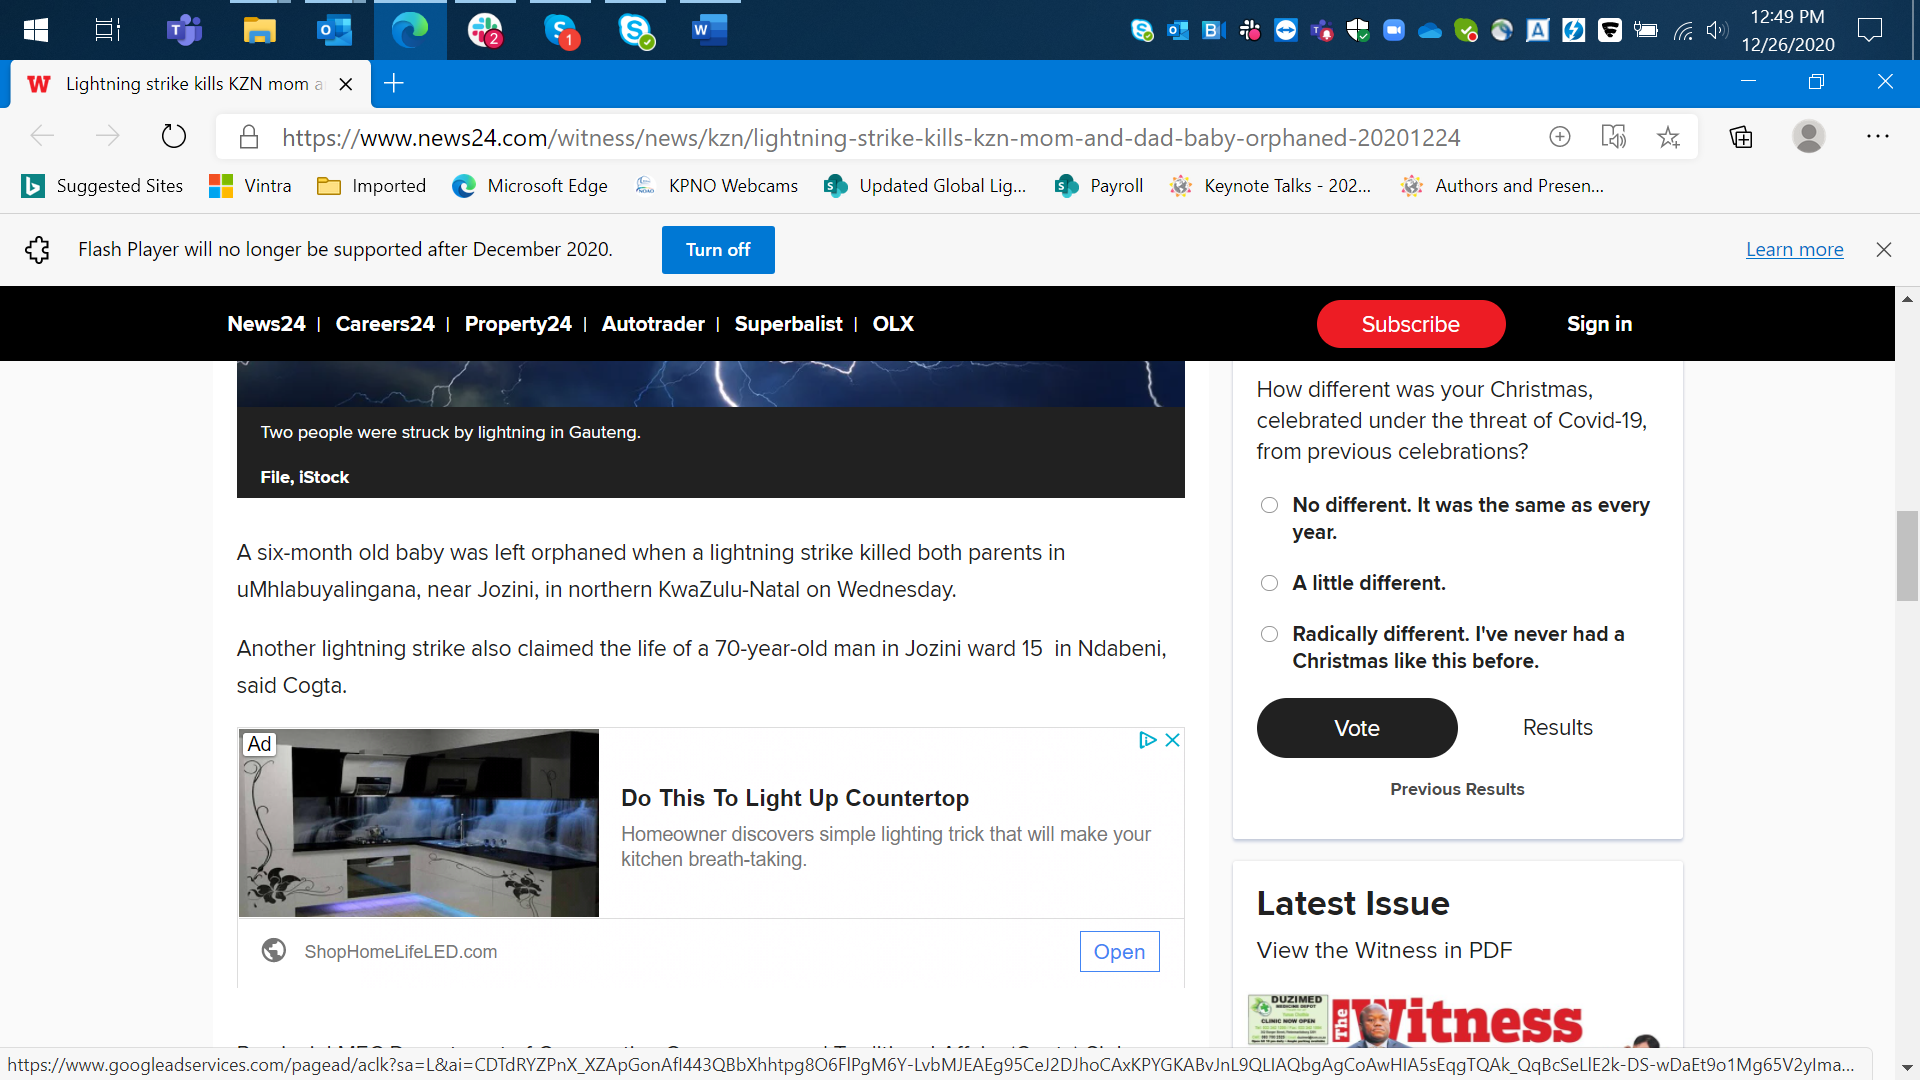 2
1
12:49 PM
12/26/2020
Lightning strike kills KZN mom a
https://www.news24.com/witness/news/kzn/lightning-strike-kills-kzn-mom-and-dad-baby-orphaned-20201224
Suggested Sites Vintra Imported Microsoft Edge KPNO Webcams Updated Global Lig... Payroll Keynote Talks - 202... Authors and Presen...
Flash Player will no longer be supported after December 2020. Turn off Learn more
News24 | Careers24 | Property24 | Autotrader | Superbalist | OLX Subscribe Sign in
Two people were struck by lightning in Gauteng.
File, iStock
A six-month old baby was left orphaned when a lightning strike killed both parents in
uMhlabuyalingana, near Jozini, in northern KwaZulu-Natal on Wednesday.
Another lightning strike also claimed the life of a 70-year-old man in Jozini ward 15 in Ndabeni,
said Cogta.
Ad
Do This To Light Up Countertop
Homeowner discovers simple lighting trick that will make your
kitchen breath-taking.
ShopHomeLifeLED.com
Open
How different was your Christmas,
celebrated under the threat of Covid-19,
from previous celebrations?
No different. It was the same as every
year.
A little different.
Radically different. I've never had a
Christmas like this before.
Vote Results
Previous Results
Latest Issue
View the Witness in PDF
DUZIMED
CLINIC NOW OPEN
The Witness